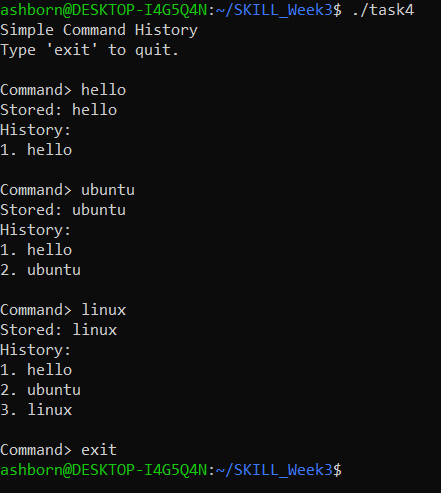 ashborn@DESKTOP-I4G5Q4N:~/SKILL_Week3$ ./task4
Simple Command History
Type 'exit' to quit.

Command> hello
Stored: hello
History:
1. hello

Command> ubuntu
Stored: ubuntu
History:
1. hello
2. ubuntu

Command> linux
Stored: linux
History:
1. hello
2. ubuntu
3. linux

Command> exit
ashborn@DESKTOP-I4G5Q4N:~/SKILL_Week3$